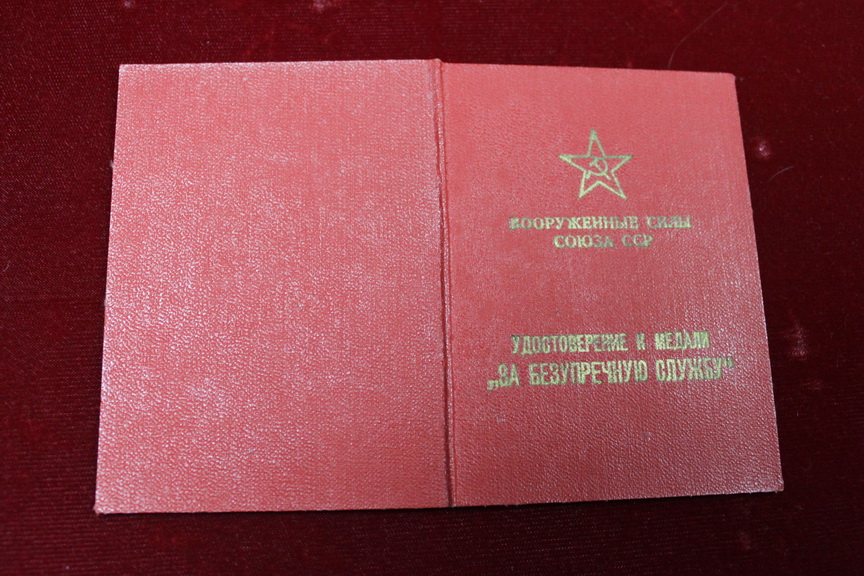 ВООРУЖЕННЫЕ СИЛЫ
СОЮЗА ССР
УДОСТОВЕРЕНИЕ К МЕДАЛИ
„ЗА БЕЗУПРЕЧНУЮ СЛУЖБУ“